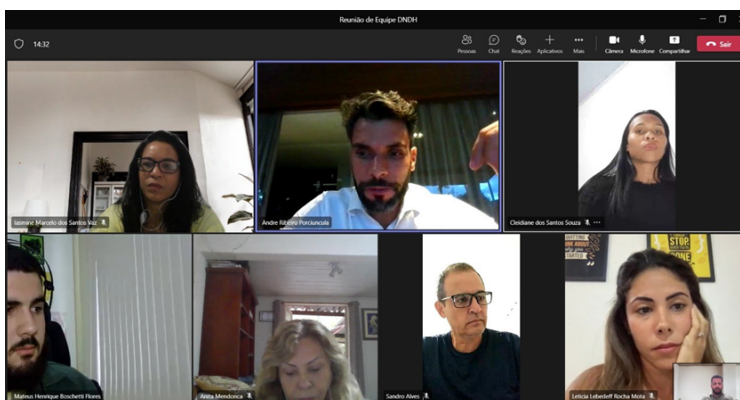 Reunião de Equipe DNDH
14:32
Pessoas Chat Reações Aplicativos Mais Câmera Microfone Compartilhar Sair
Iasmine Marcelo dos Santos Vaz
Andre Ribeiro Porciuncula
Cleidiane dos Santos Souza
STOP
Mateus Henrique Boschetti Flores
Anita Mendonca
Sandro Alves
Leticia Lebedeff Rocha Mota